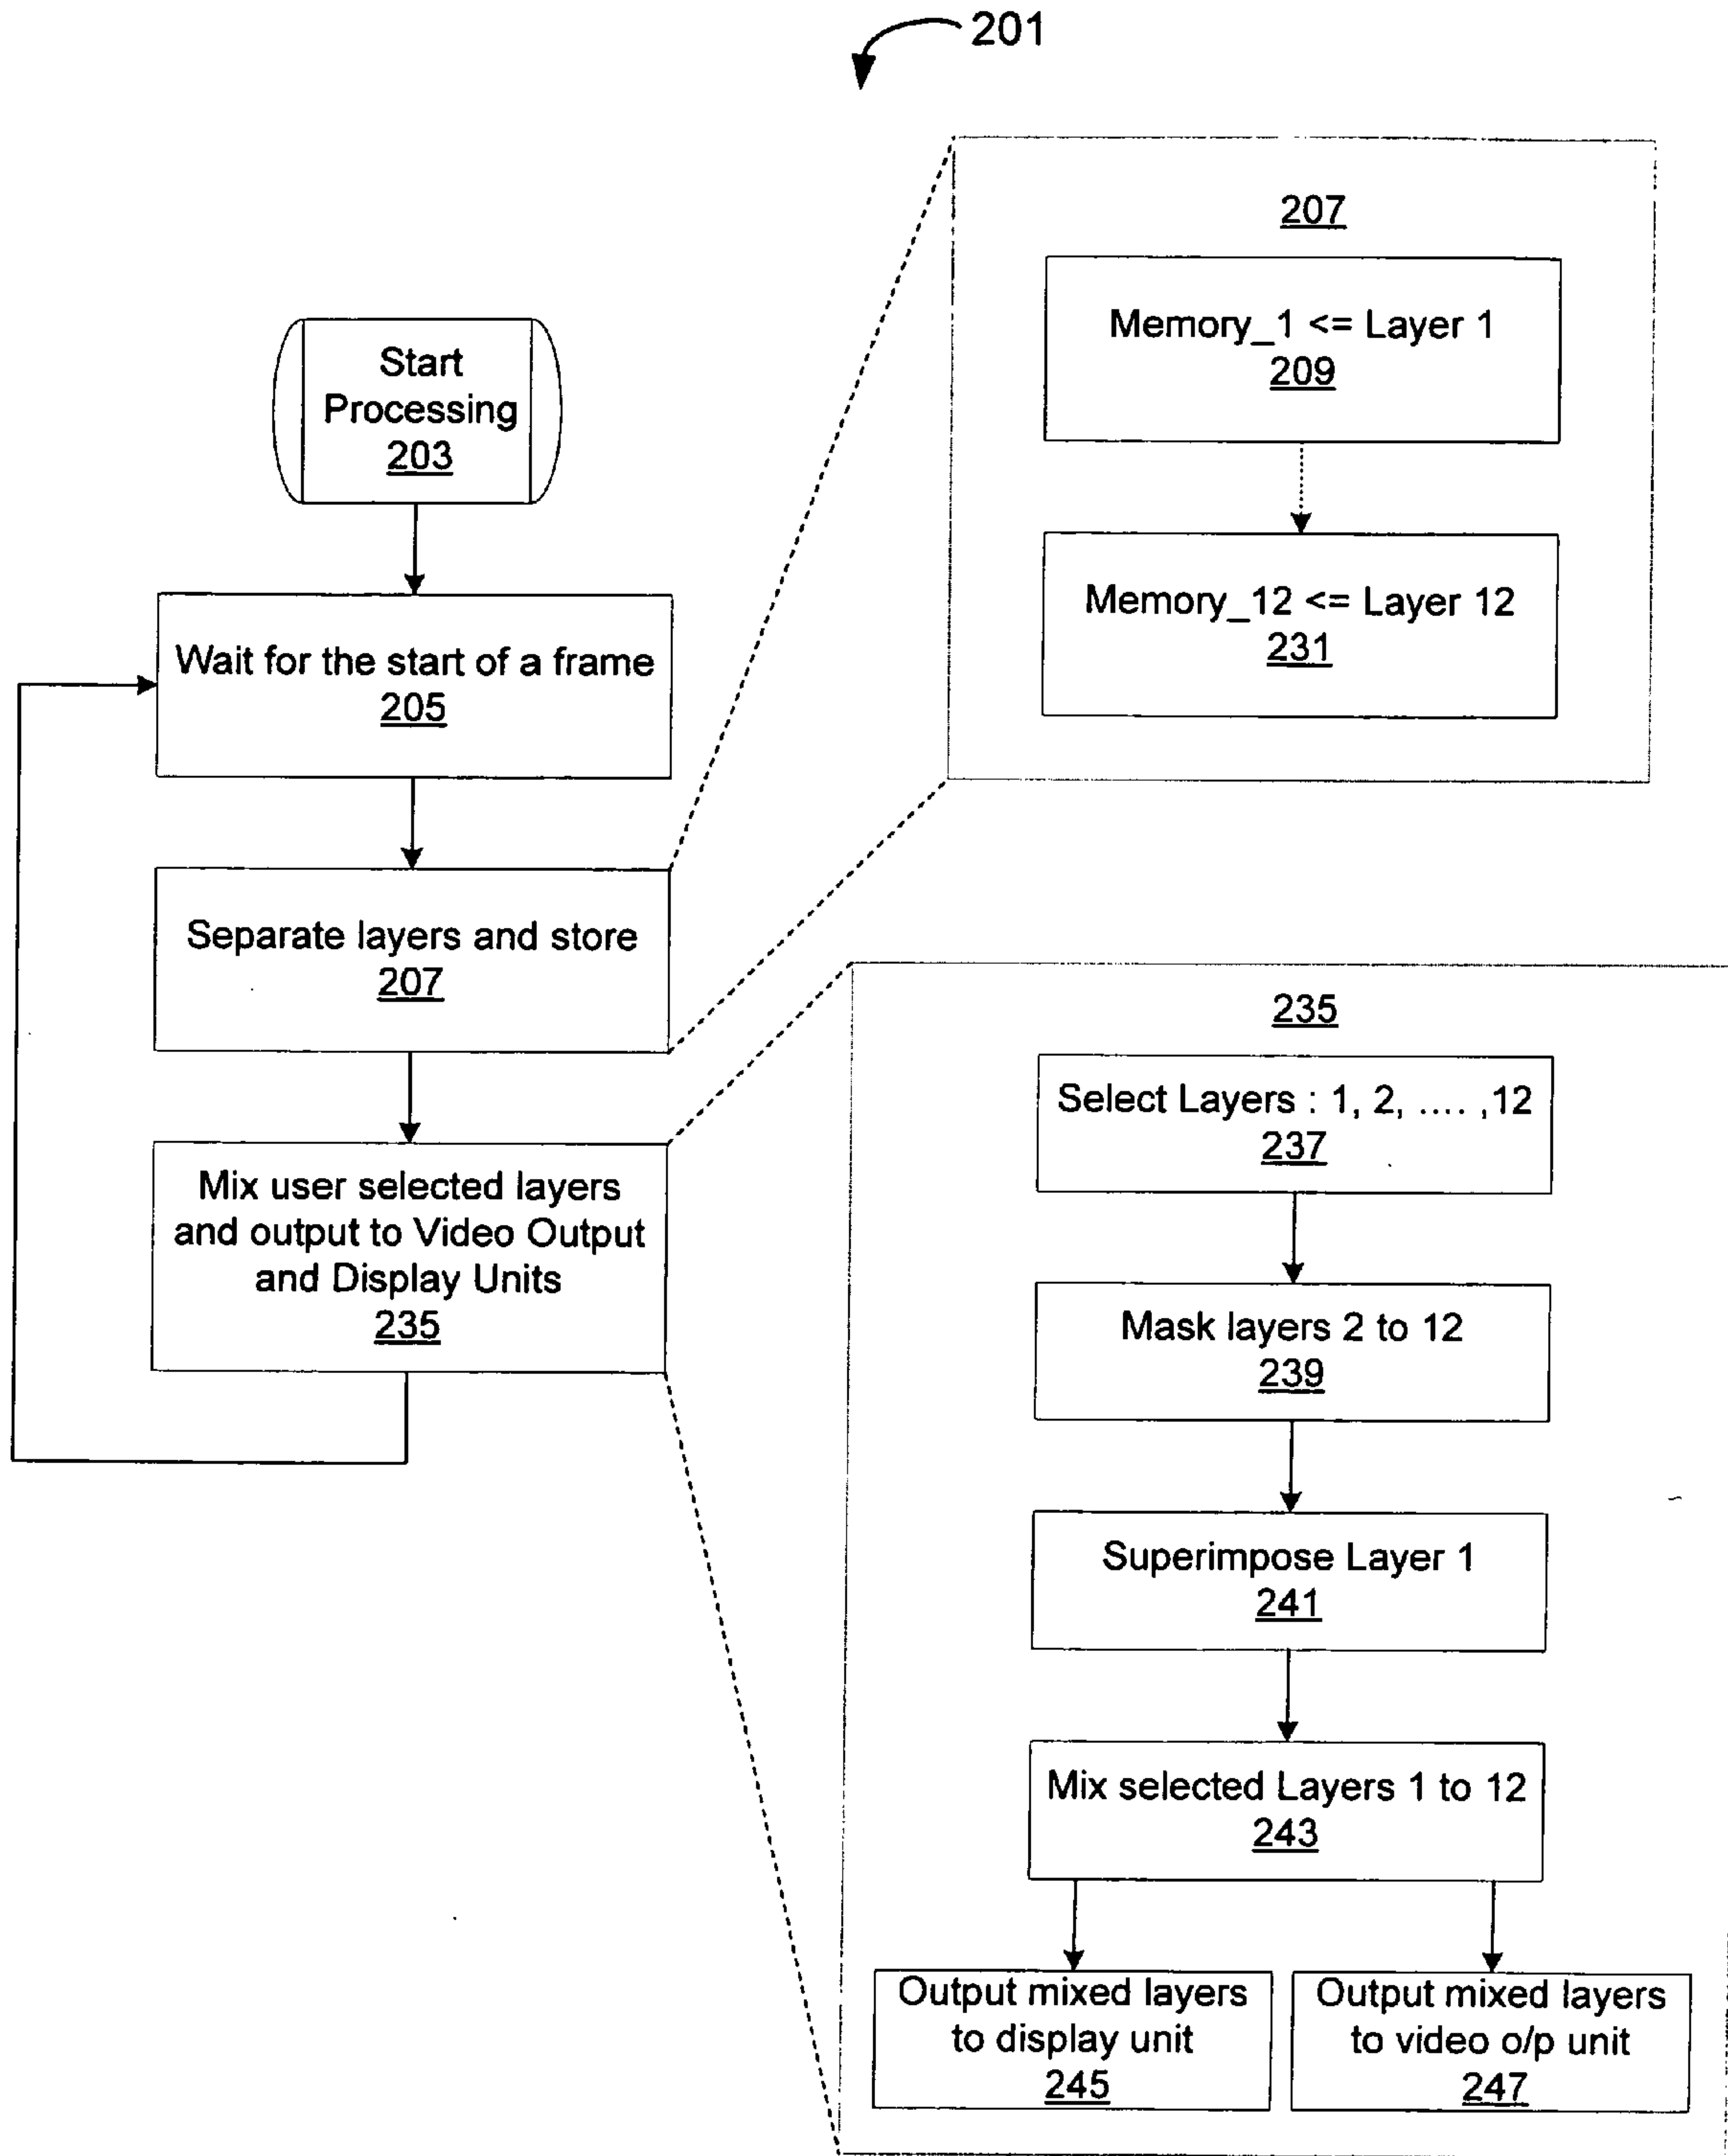 201
Start
Processing
203
Wait for the start of a frame
205
Separate layers and store
207
Mix user selected layers
and output to Video Output
and Display Units
235
207
Memory_1 <= Layer 1
209
Memory_12 <= Layer 12
231
235
Select Layers : 1, 2, .... ,12
237
Mask layers 2 to 12
239
Superimpose Layer 1
241
Mix selected Layers 1 to 12
243
Output mixed layers
to display unit
245
Output mixed layers
to video o/p unit
247